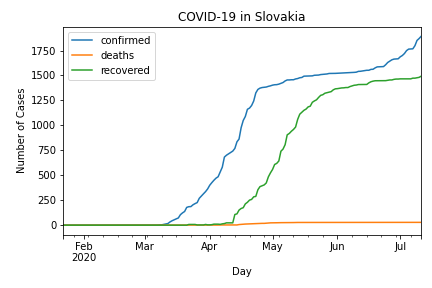 COVID-19 in Slovakia
confirmed
deaths
recovered
Number of Cases
1750
1500
1250
1000
750
500
250
0
Feb
2020
Mar
Apr
May
Jun
Jul
Day